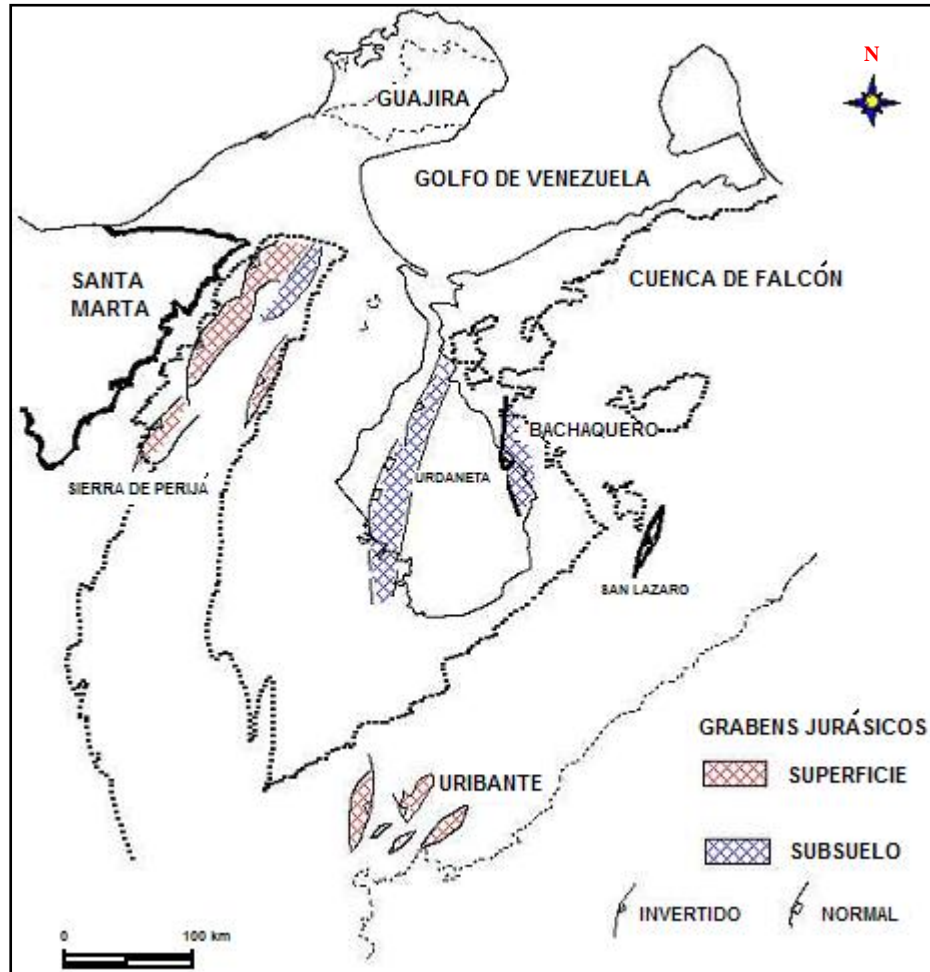 N
GUAJIRA
GOLFO DE VENEZUELA
SANTA
MARTA
CUENCA DE FALCÓN
BACHAQUERO
URDANETA
SIERRA DE PERIJÁ
SAN LAZARO
GRABENS JURÁSICOS
SUPERFICIE
URIBANTE
SUBSUELO
INVERTIDO
NORMAL
0
100 km